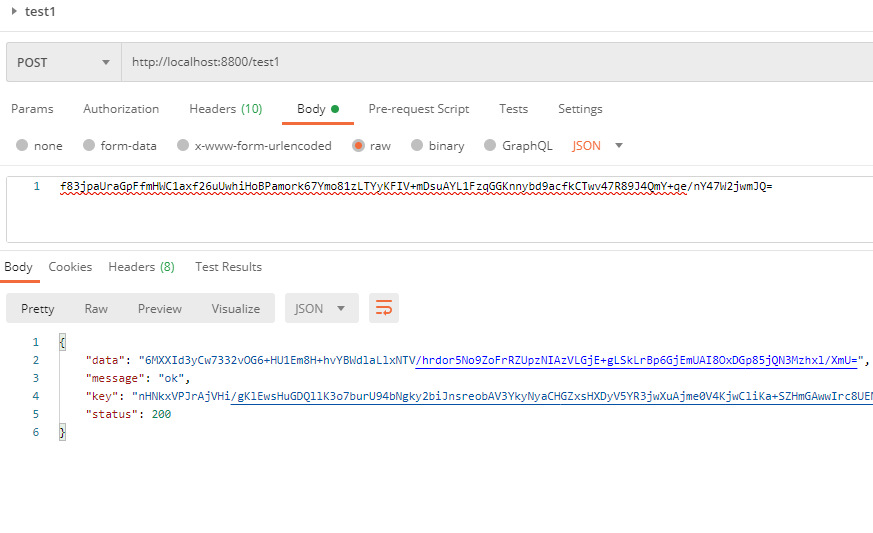 test1
POST http://localhost:8800/test1
Params Authorization Headers (10) Body Pre-request Script Tests Settings
none form-data x-www-form-urlencoded raw binary GraphQL JSON
1 f83jpaUraGpFfmHWC1axf26uUwhiHoBPamork67Ymo81zLTYyKFIV+mDsuAYL1FzqGGKnnybd9acfkCTwv47R89J4QmY+qe/nY47W2jwmJQ=
Body Cookies Headers (8) Test Results
Pretty Raw Preview Visualize JSON
1 {
2 "data": "6MXXId3yCw7332vOG6+HU1Em8H+hvYBWdlaLlxNTV/hrdor5No9ZoFrRZUpzNIAzVLGjE+gLSkLrBp6GjEmUAI8OxDGp85jQN3Mzhxl/XmU=",
3 "message": "ok",
4 "key": "nHNkxVPJrAjVHi/gKlEwsHuGDQllK3o7burU94bNgky2biJnsreobAV3YkyNyaCHGZxsHXDyV5YR3jwXuAjme0V4KjwCliKa+SZHmGAwwIrc8UE
5 "status": 200
6 }